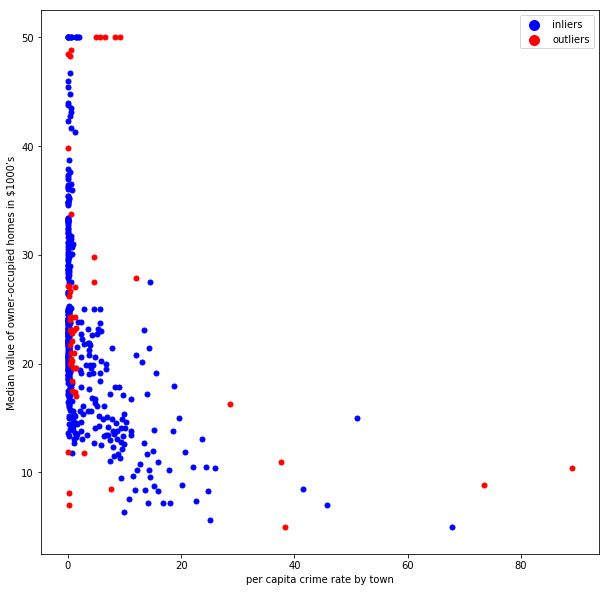 inliers
outliers
50
40
30
20
10
Median value of owner-occupied homes in $1000's
0
20
40
60
80
per capita crime rate by town